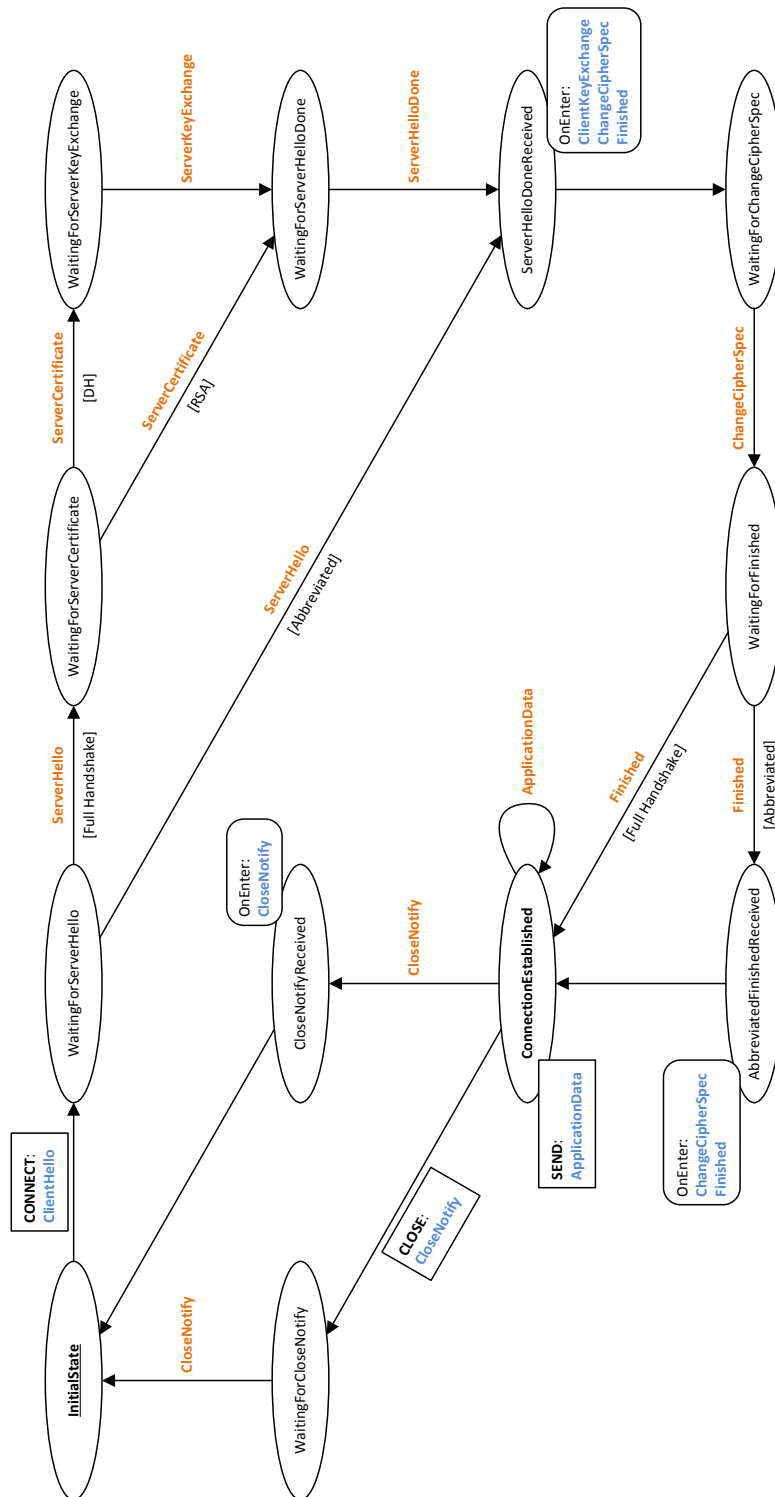 InitialState
CONNECT:
ClientHello
WaitingForServerHello
ServerHello
[Full Handshake]
WaitingForServerCertificate
ServerCertificate
[DH]
WaitingForServerKeyExchange
ServerCertificate
[RSA]
ServerKeyExchange
CloseNotify
WaitingForCloseNotify
CloseNotifyReceived
OnEnter:
CloseNotify
ServerHello
[Abbreviated]
WaitingForServerHelloDone
ServerHelloDone
CLOSE:
CloseNotify
CloseNotify
ConnectionEstablished
SEND:
ApplicationData
ApplicationData
ServerHelloDoneReceived
OnEnter:
ClientKeyExchange
ChangeCipherSpec
Finished
Finished
[Full Handshake]
OnEnter:
ChangeCipherSpec
Finished
AbbreviatedFinishedReceived
Finished
[Abbreviated]
WaitingForFinished
ChangeCipherSpec
WaitingForChangeCipherSpec